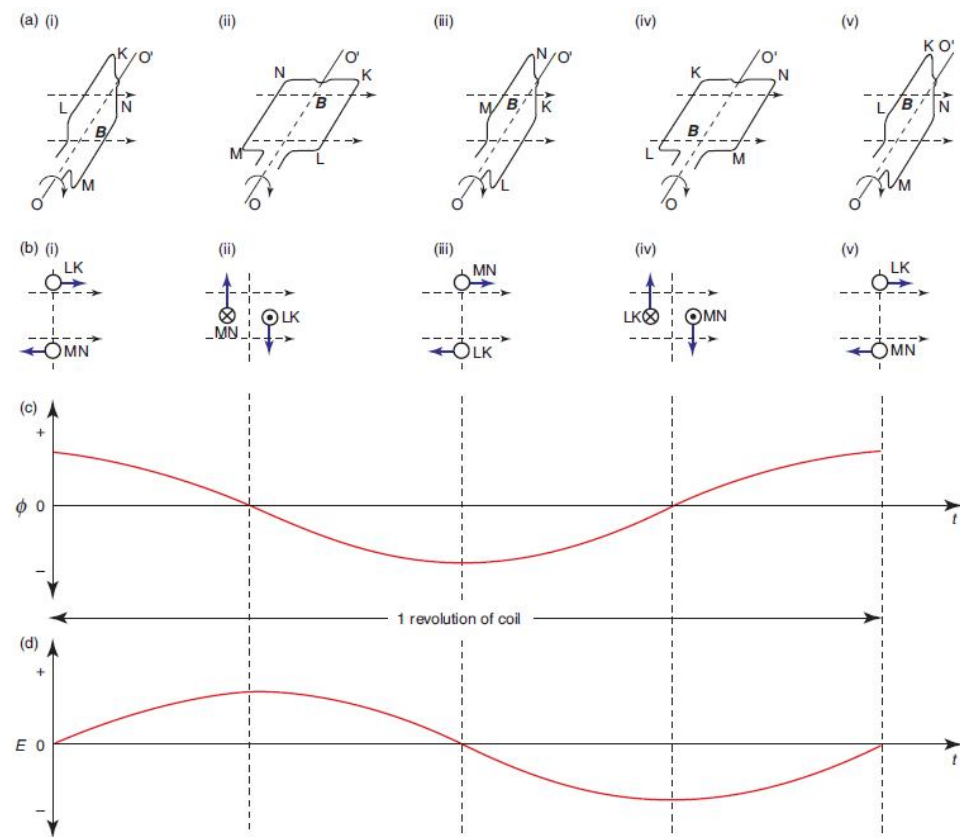 (a) (i) (ii) (iii) (iv) (v)
K O' L N B M O
N K O' B M L O
N O' M B K L O
K O' N B L M O
K O' L B N M O
(b) (i) (ii) (iii) (iv) (v)
LK MN
MN LK
MN LK
LK MN
LK MN
(c)
+
ϕ 0 t
−
1 revolution of coil
(d)
+
E 0 t
−